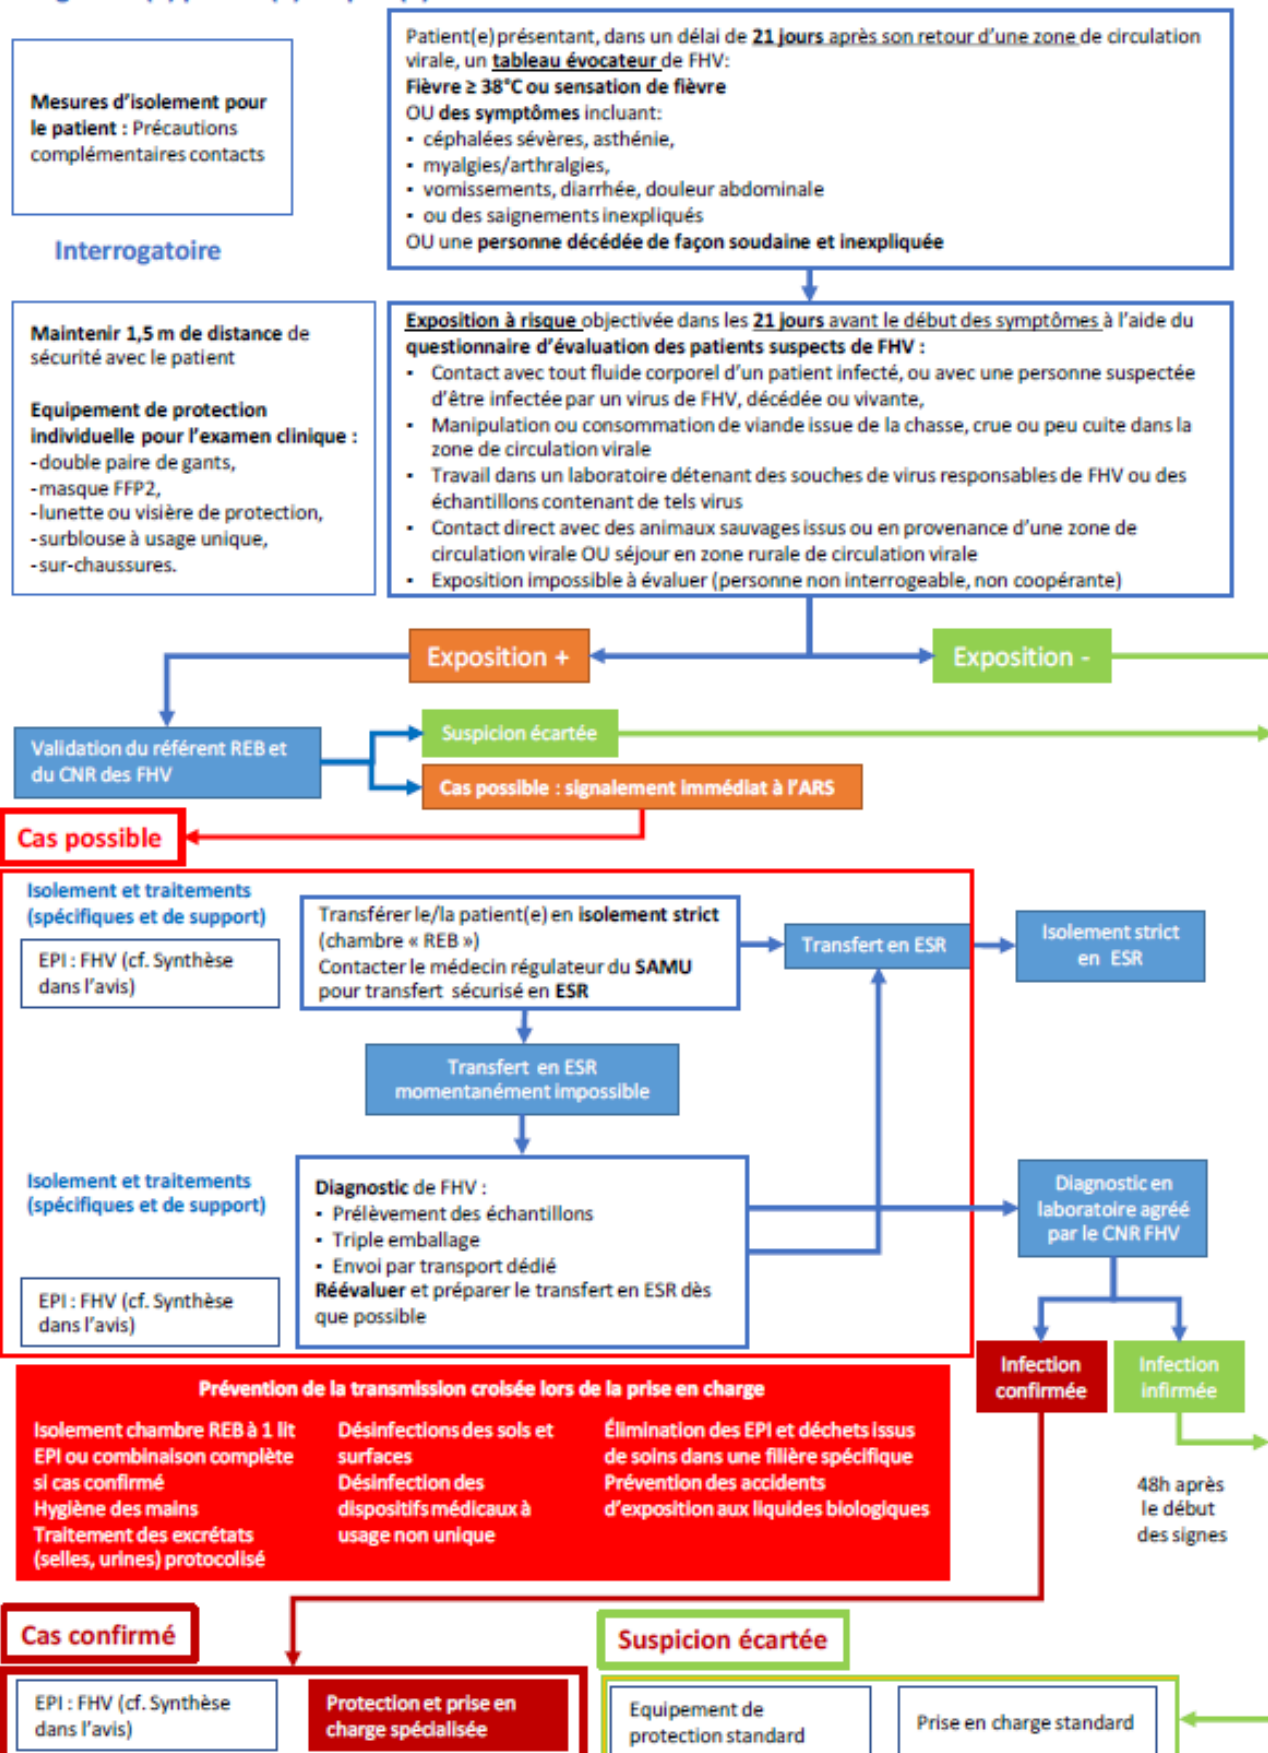 Mesures d'isolement pour
le patient : Précautions
complémentaires contacts
Patient(e) présentant, dans un délai de 21 jours après son retour d'une zone de circulation
virale, un tableau évocateur de FHV:
Fièvre ≥ 38°C ou sensation de fièvre
OU des symptômes incluant:
▪ céphalées sévères, asthénie,
▪ myalgies/arthralgies,
▪ vomissements, diarrhée, douleur abdominale
▪ ou des saignements inexpliqués
OU une personne décédée de façon soudaine et inexpliquée
Interrogatoire
Maintenir 1,5 m de distance de
sécurité avec le patient
Equipement de protection
individuelle pour l'examen clinique :
-double paire de gants,
-masque FFP2,
-lunette ou visière de protection,
-surblouse à usage unique,
-sur-chaussures.
Exposition à risque objectivée dans les 21 jours avant le début des symptômes à l'aide du
questionnaire d'évaluation des patients suspects de FHV :
▪ Contact avec tout fluide corporel d'un patient infecté, ou avec une personne suspectée
d'être infectée par un virus de FHV, décédée ou vivante,
▪ Manipulation ou consommation de viande issue de la chasse, crue ou peu cuite dans la
zone de circulation virale
▪ Travail dans un laboratoire détenant des souches de virus responsables de FHV ou des
échantillons contenant de tels virus
▪ Contact direct avec des animaux sauvages issus ou en provenance d'une zone de
circulation virale OU séjour en zone rurale de circulation virale
▪ Exposition impossible à évaluer (personne non interrogeable, non coopérante)
Exposition +
Exposition -
Validation du référent REB et
du CNR des FHV
Suspicion écartée
Cas possible : signalement immédiat à l'ARS
Cas possible
Isolement et traitements
(spécifiques et de support)
EPI : FHV (cf. Synthèse
dans l'avis)
Transférer le/la patient(e) en isolement strict
(chambre « REB »)
Contacter le médecin régulateur du SAMU
pour transfert sécurisé en ESR
Transfert en ESR
Isolement strict
en ESR
Transfert en ESR
momentanément impossible
Isolement et traitements
(spécifiques et de support)
EPI : FHV (cf. Synthèse
dans l'avis)
Diagnostic de FHV :
▪ Prélèvement des échantillons
▪ Triple emballage
▪ Envoi par transport dédié
Réévaluer et préparer le transfert en ESR dès
que possible
Diagnostic en
laboratoire agréé
par le CNR FHV
Infection
confirmée
Infection
infirmée
48h après
le début
des signes
Prévention de la transmission croisée lors de la prise en charge
Isolement chambre REB à 1 lit
EPI ou combinaison complète
si cas confirmé
Hygiène des mains
Traitement des excrétats
(selles, urines) protocolisé
Désinfections des sols et
surfaces
Désinfection des
dispositifs médicaux à
usage non unique
Élimination des EPI et déchets issus
de soins dans une filière spécifique
Prévention des accidents
d'exposition aux liquides biologiques
Cas confirmé
EPI : FHV (cf. Synthèse
dans l'avis)
Protection et prise en
charge spécialisée
Suspicion écartée
Equipement de
protection standard
Prise en charge standard